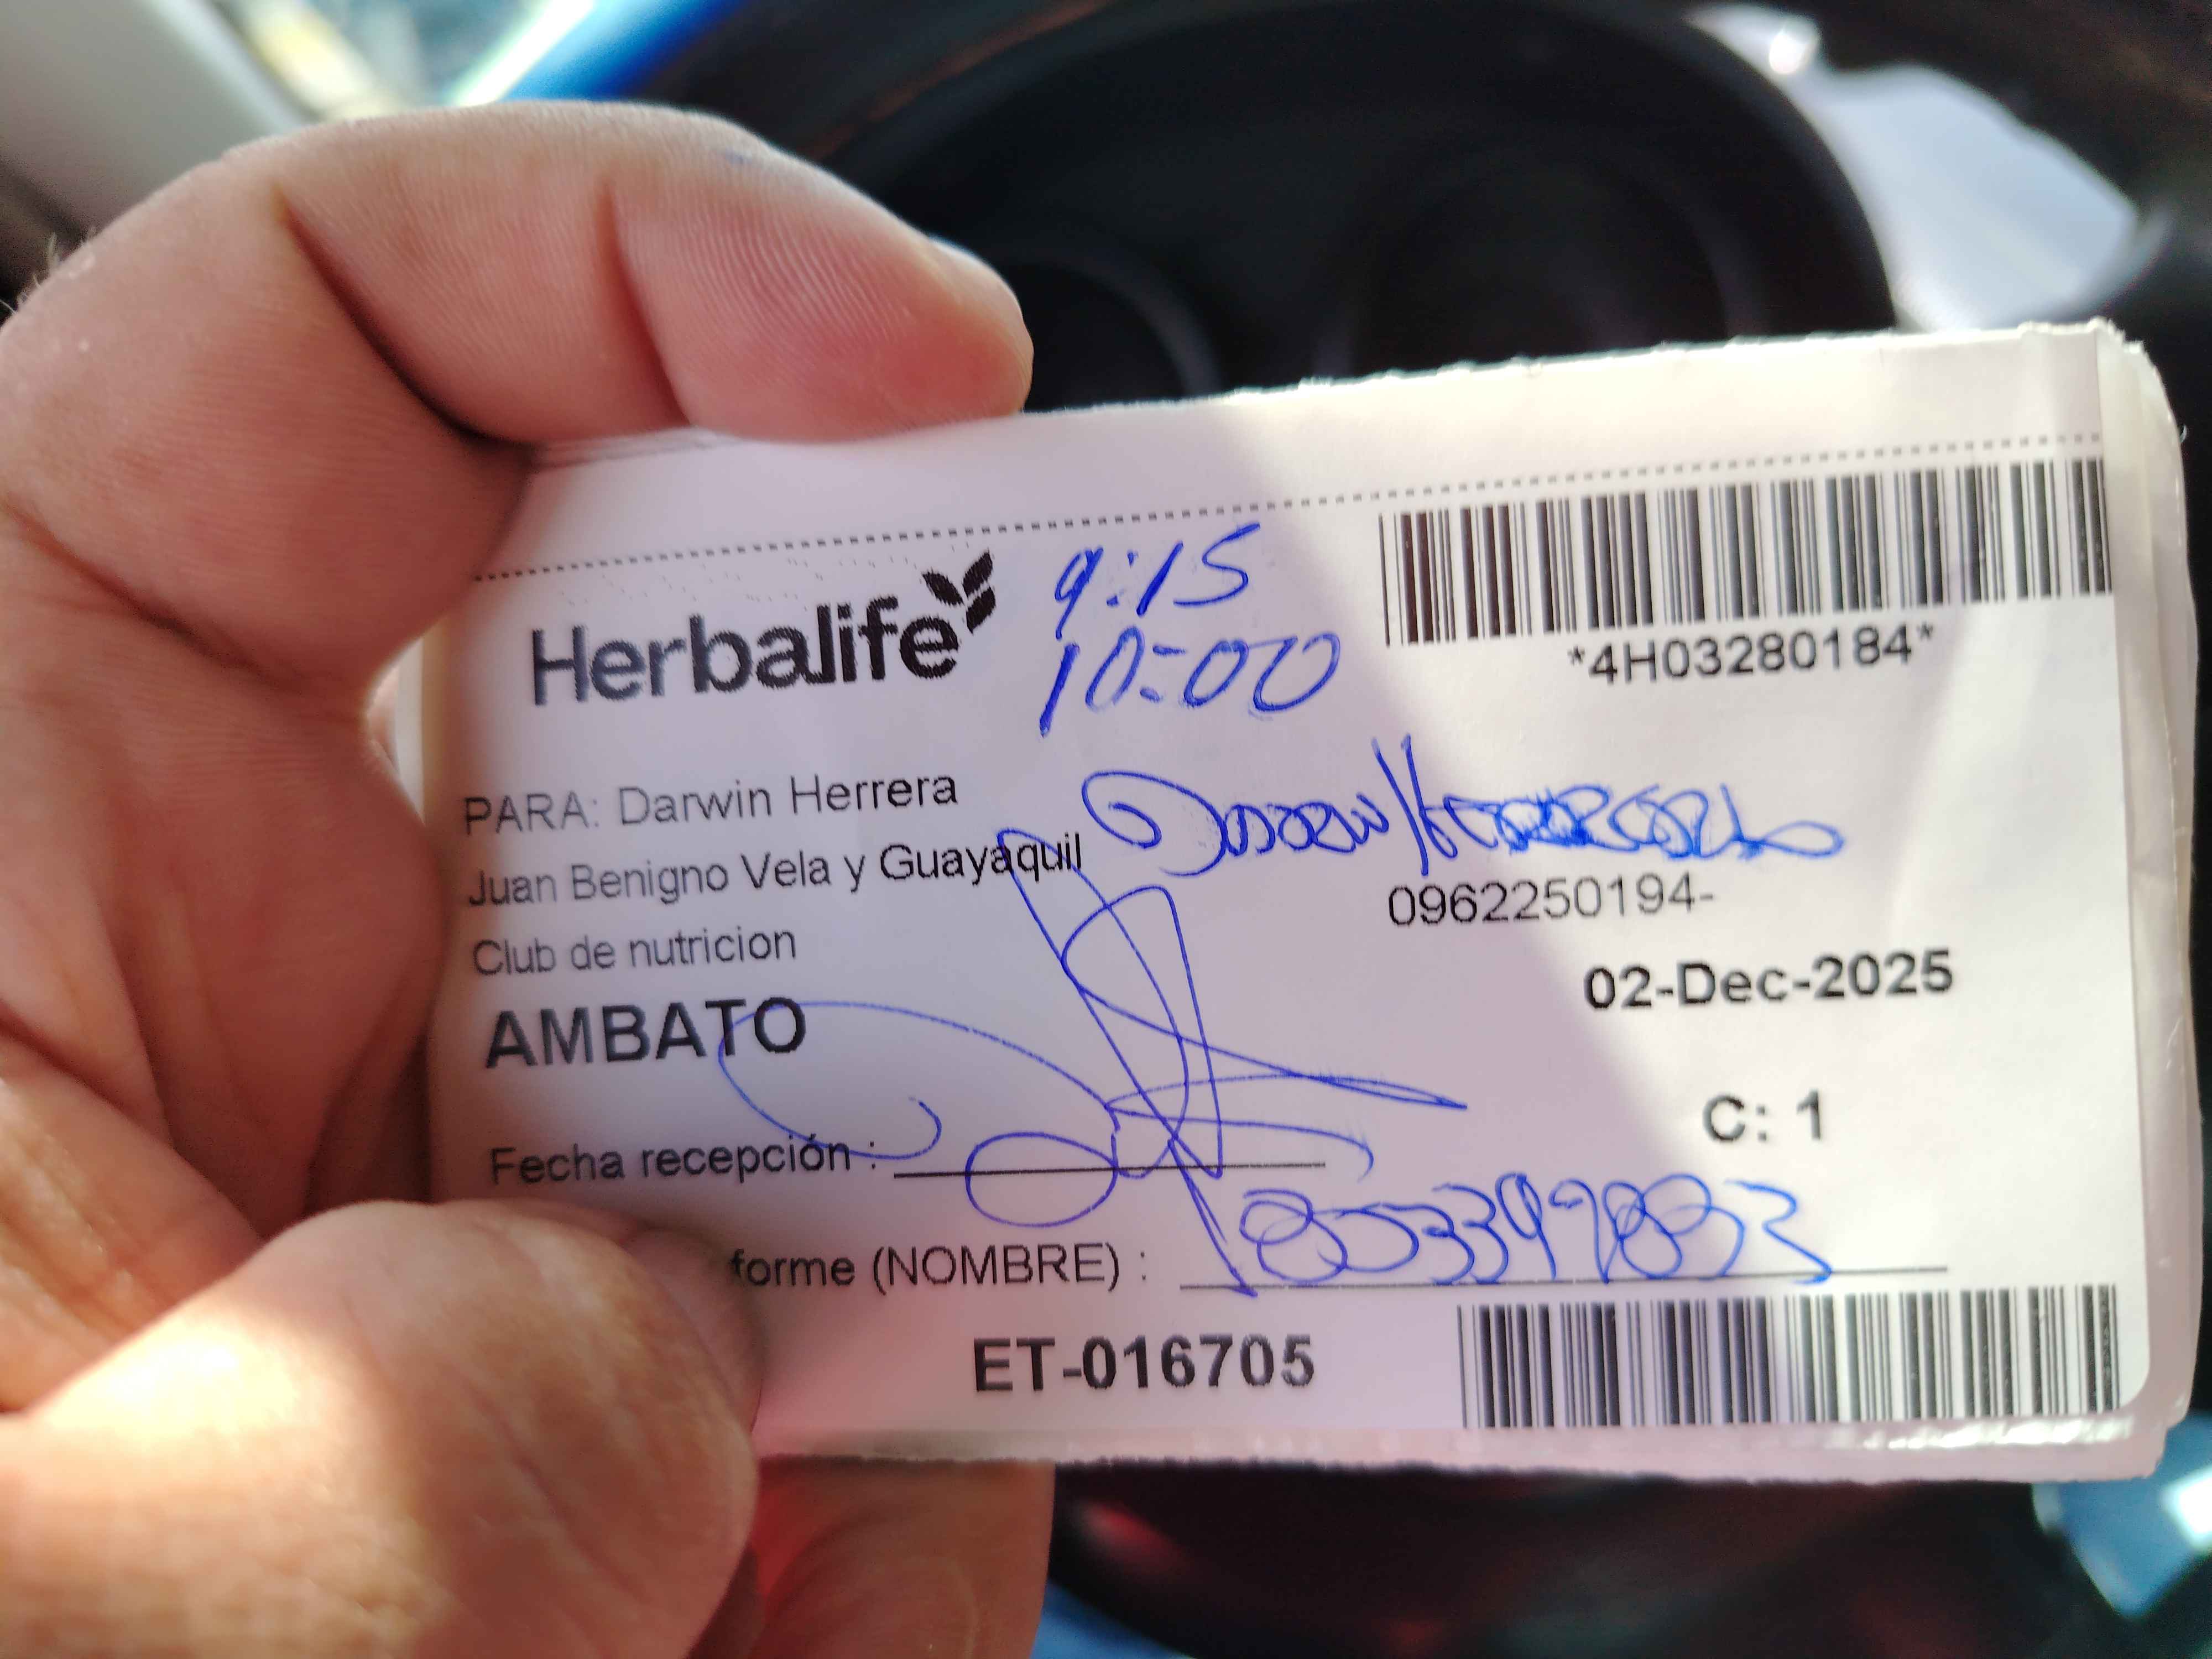 Herbalife
9:15
10:00
*4H03280184*
PARA: Darwin Herrera
Juan Benigno Vela y Guayaquil
0962250194-
Club de nutricion
02-Dec-2025
AMBATO
C: 1
Fecha recepción :
forme (NOMBRE) :
ET-016705